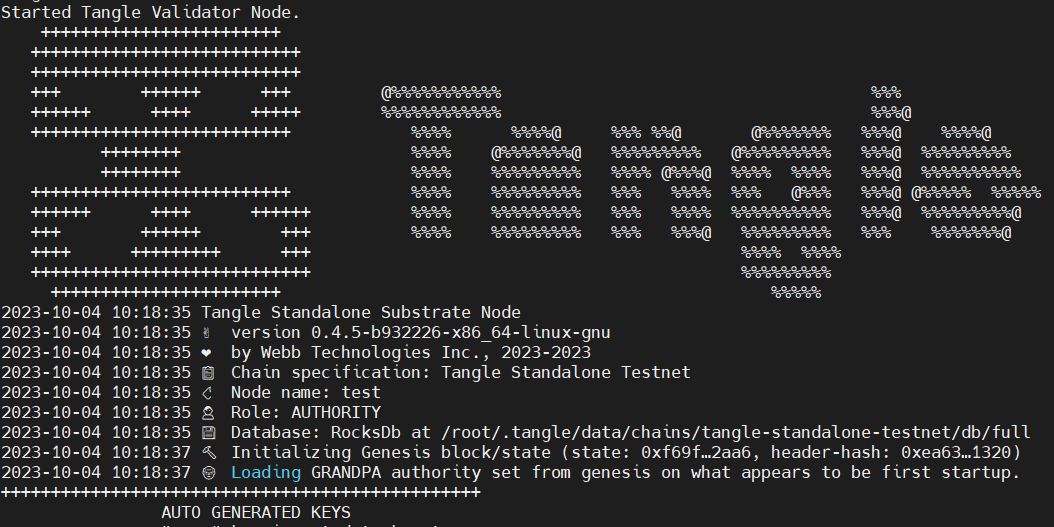 Started Tangle Validator Node.
Tangle
2023-10-04 10:18:35 Tangle Standalone Substrate Node
2023-10-04 10:18:35 ✌️ version 0.4.5-b932226-x86_64-linux-gnu
2023-10-04 10:18:35 ❤️ by Webb Technologies Inc., 2023-2023
2023-10-04 10:18:35 📋 Chain specification: Tangle Standalone Testnet
2023-10-04 10:18:35 🏷 Node name: test
2023-10-04 10:18:35 👤 Role: AUTHORITY
2023-10-04 10:18:35 💾 Database: RocksDb at /root/.tangle/data/chains/tangle-standalone-testnet/db/full
2023-10-04 10:18:37 🔨 Initializing Genesis block/state (state: 0xf69f…2aa6, header-hash: 0xea63…1320)
2023-10-04 10:18:37 👴 Loading GRANDPA authority set from genesis on what appears to be first startup.
++++++++++++++++++++++++++++++++++++++++++++++++
AUTO GENERATED KEYS